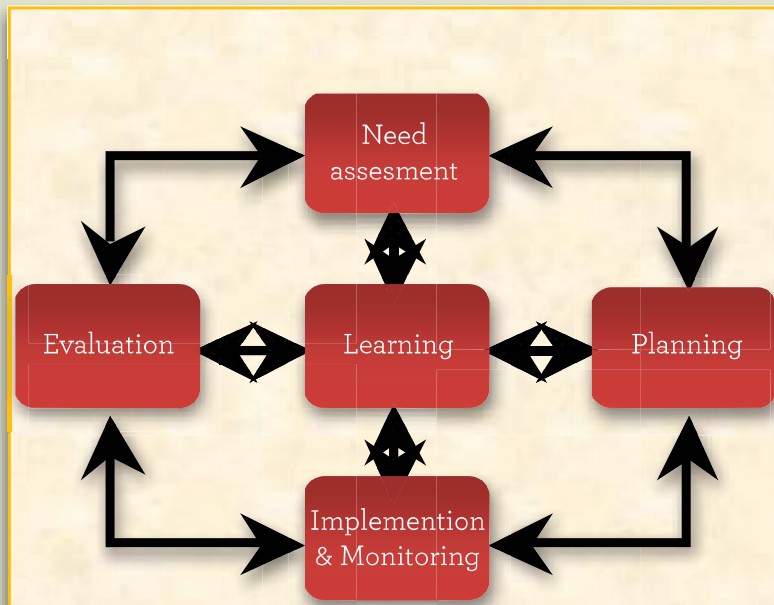 Need
assesment
Evaluation
Learning
Planning
Implemention
& Monitoring